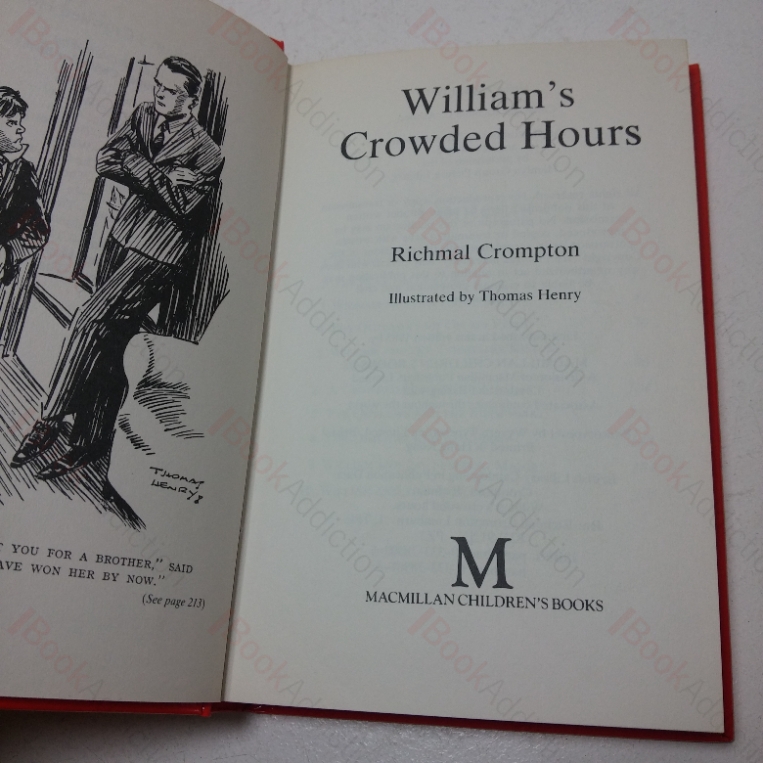 THOMAS
HENRY
T YOU FOR A BROTHER," SAID
AVE WON HER BY NOW."
(See page 213)
William's
Crowded Hours
Richmal Crompton
Illustrated by Thomas Henry
M
MACMILLAN CHILDREN'S BOOKS
BookAddiction